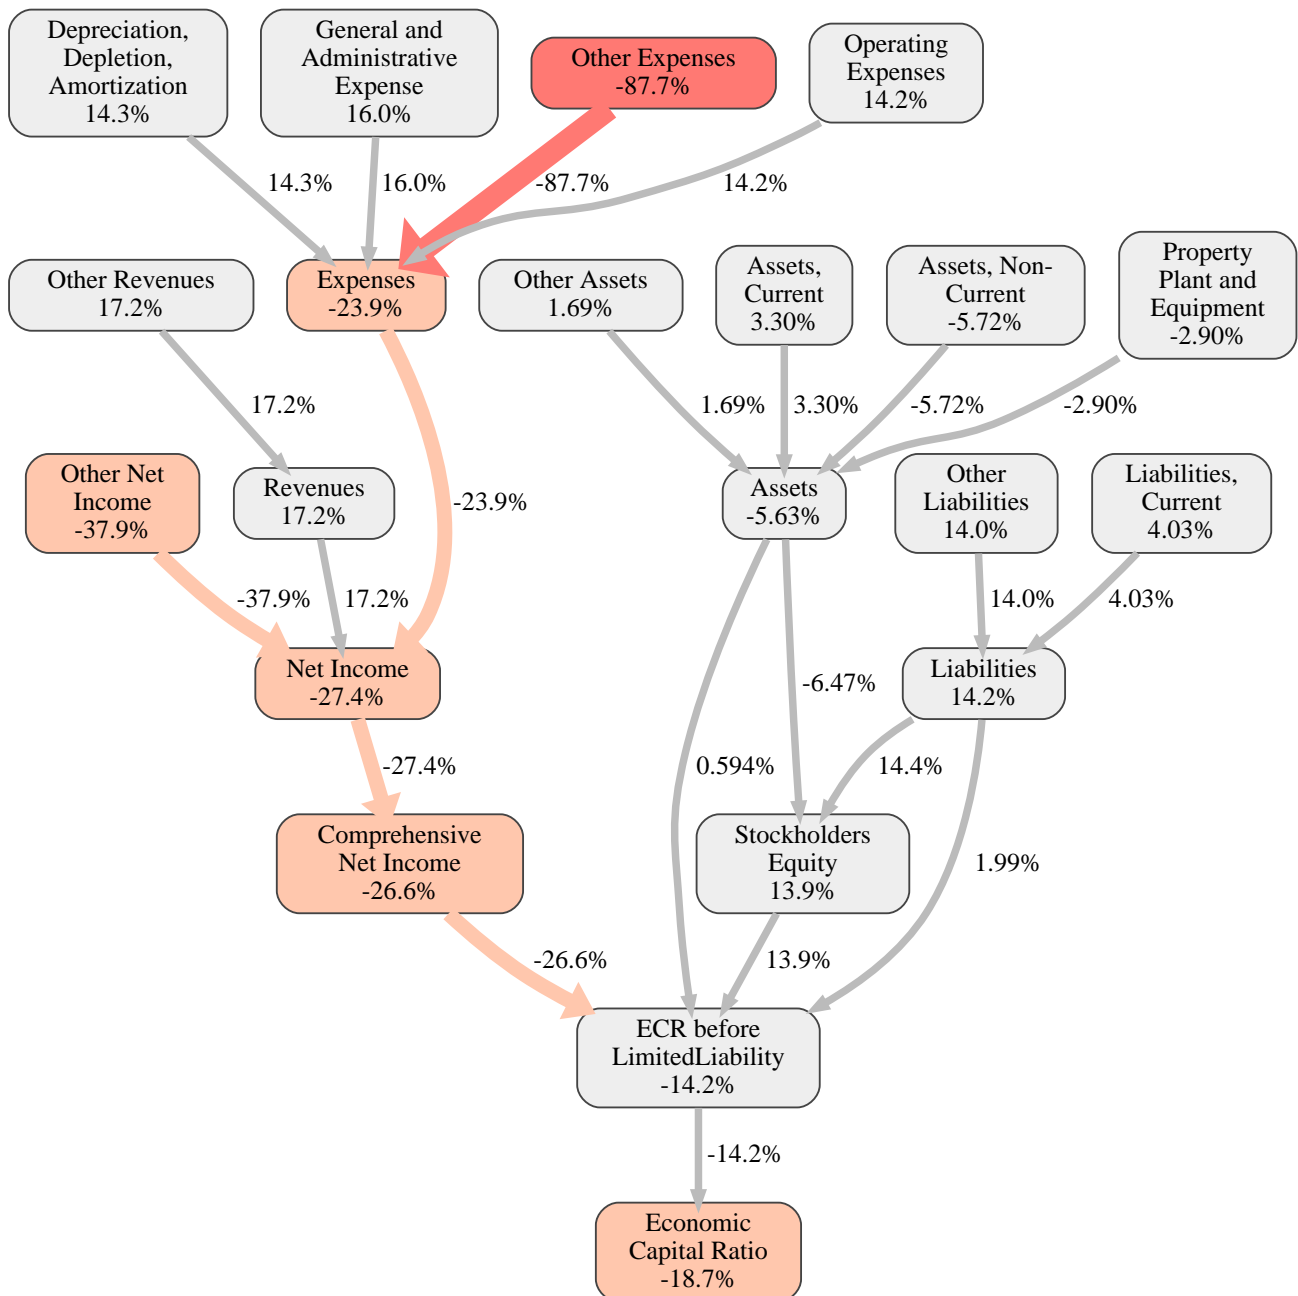 Depreciation,
Depletion,
Amortization
14.3%
General and
Administrative
Expense
16.0%
Other Expenses
-87.7%
Operating
Expenses
14.2%
14.3%
16.0%
-87.7%
14.2%
Other Revenues
17.2%
Expenses
-23.9%
Other Assets
1.69%
Assets,
Current
3.30%
Assets, Non-
Current
-5.72%
Property
Plant and
Equipment
-2.90%
17.2%
1.69%
3.30%
-5.72%
-2.90%
Other Net
Income
-37.9%
Revenues
17.2%
-23.9%
Assets
-5.63%
Other
Liabilities
14.0%
Liabilities,
Current
4.03%
-37.9%
17.2%
14.0%
4.03%
Net Income
-27.4%
-6.47%
Liabilities
14.2%
-27.4%
0.594%
14.4%
Comprehensive
Net Income
-26.6%
Stockholders
Equity
13.9%
1.99%
-26.6%
13.9%
ECR before
LimitedLiability
-14.2%
-14.2%
Economic
Capital Ratio
-18.7%